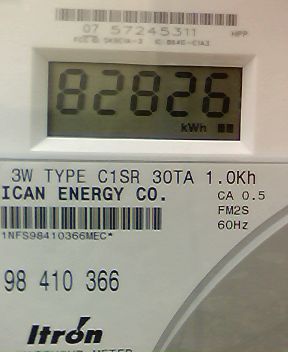 07 57245311 HPP
82826
kWh
3W TYPE C1SR 30TA 1.0Kh
ICAN ENERGY CO.
CA 0.5
FM2S
60Hz
1NFS98410366MEC*
98 410 366
Itron